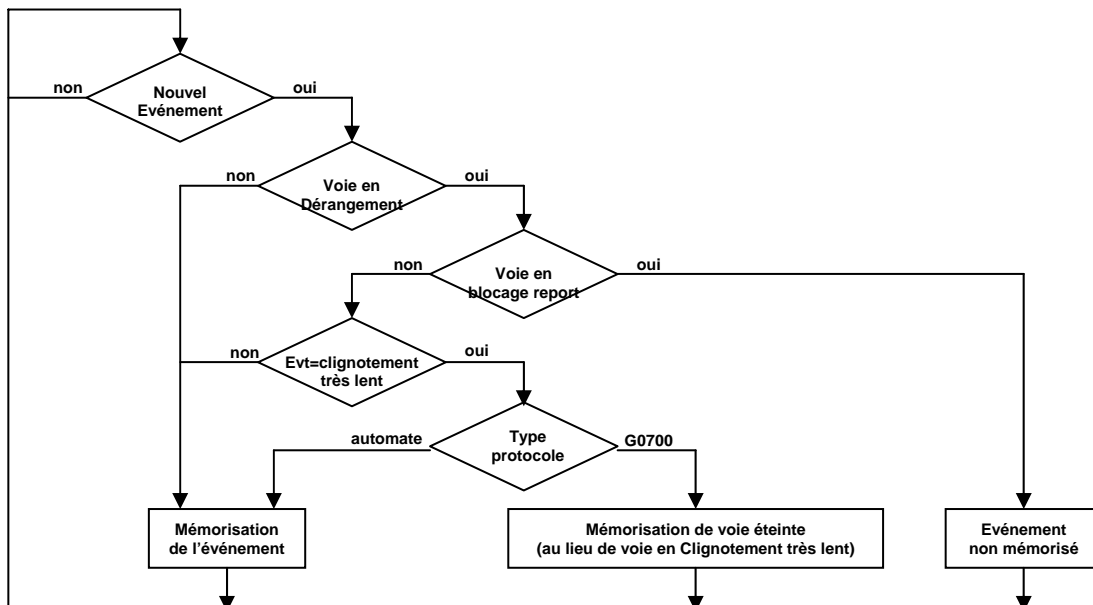 non
Nouvel
Evénement
oui
non
Voie en
Dérangement
oui
non
Voie en
blocage report
oui
non
Evt=clignotement
très lent
oui
automate
Type
protocole
G0700
Mémorisation
de l'événement
Mémorisation de voie éteinte
(au lieu de voie en Clignotement très lent)
Evénement
non mémorisé